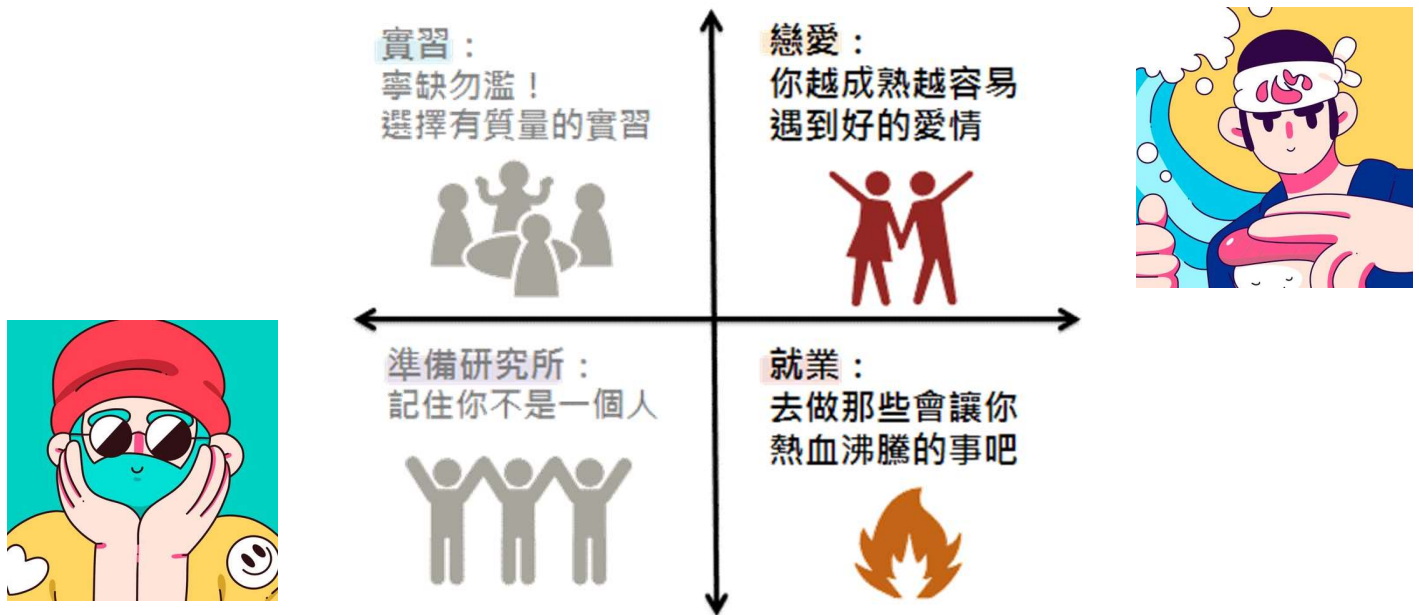 實習：
寧缺勿濫！
選擇有質量的實習
戀愛：
你越成熟越容易
遇到好的愛情
準備研究所：
記住你不是一個人
就業：
去做那些會讓你
熱血沸騰的事吧